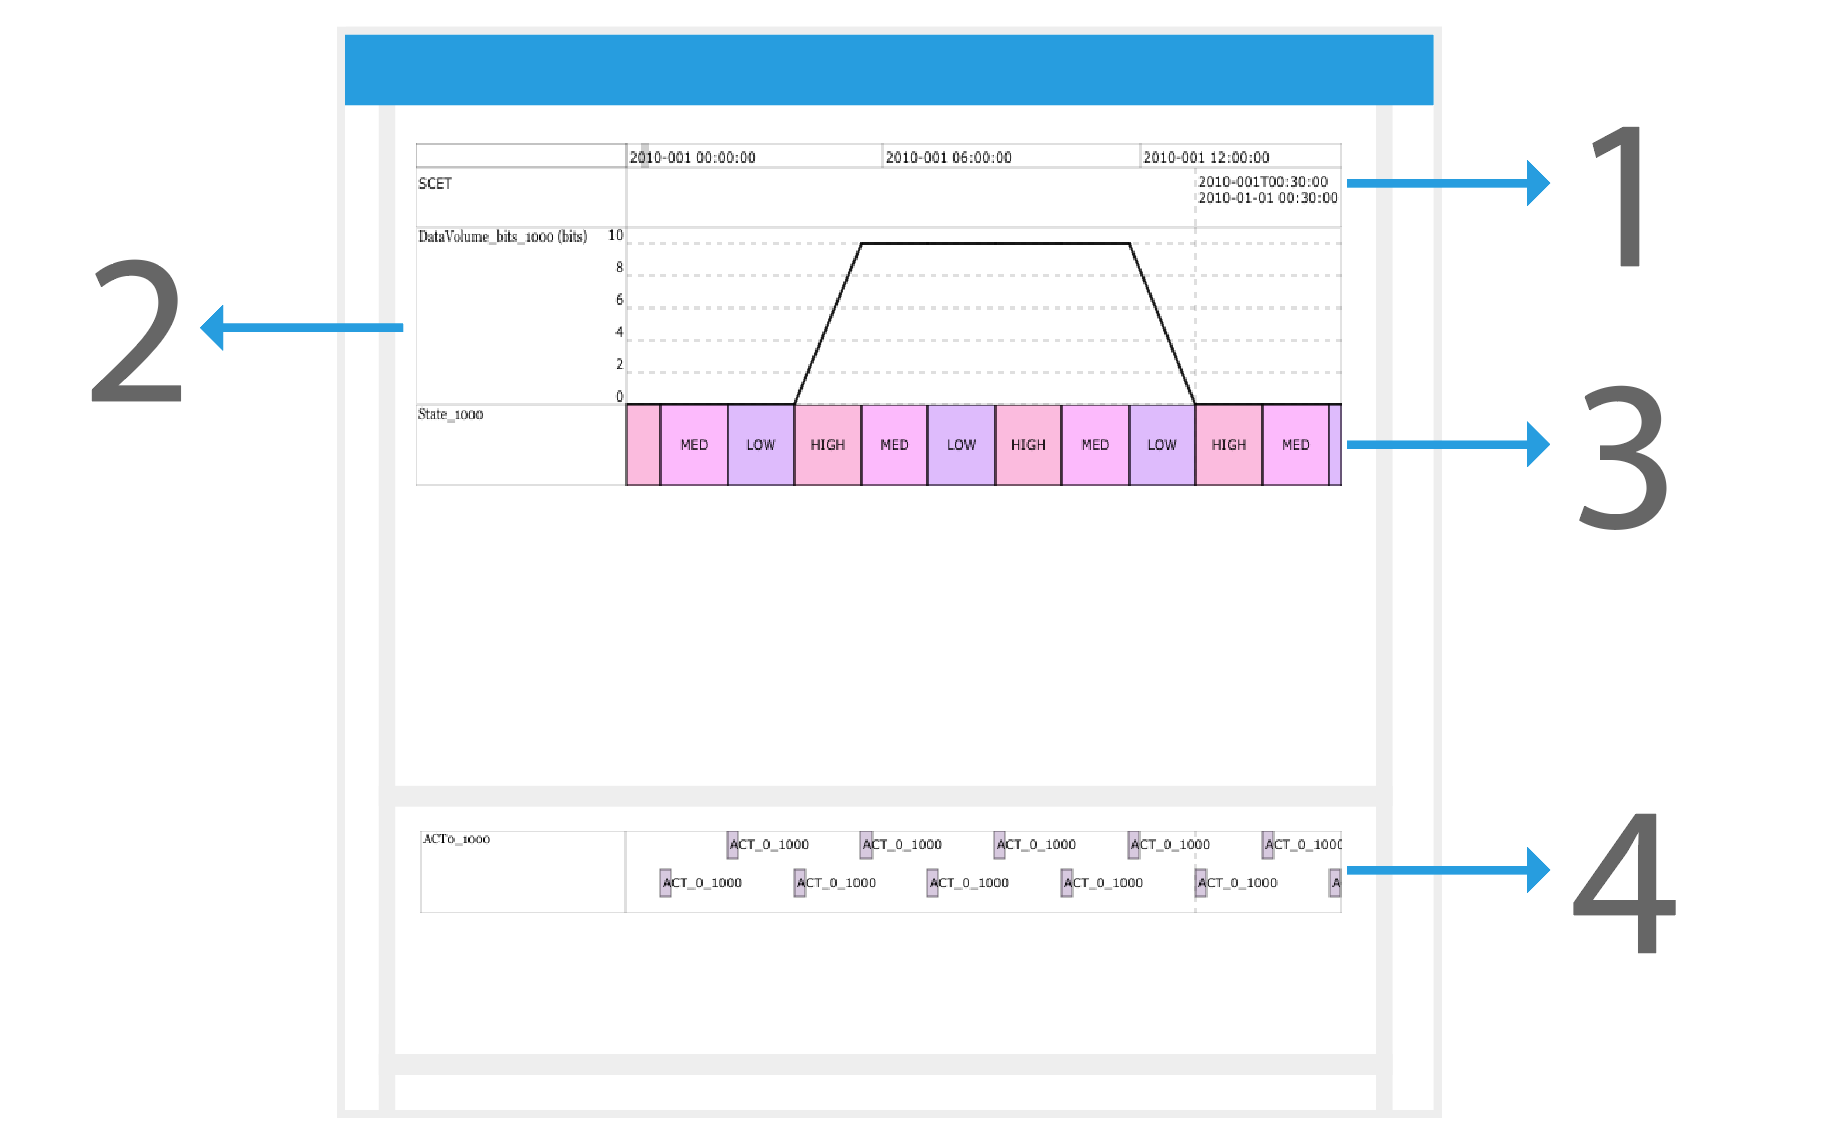 1
2010-001 00:00:00 2010-001 06:00:00 2010-001 12:00:00
SCET
2010-001T00:30:00
2010-01-01 00:30:00
2
DataVolume_bits_1000 (bits)
10
8
6
4
2
0
3
State_1000
MED LOW HIGH MED LOW HIGH MED LOW HIGH MED
4
ACT0_1000
ACT_0_1000 ACT_0_1000 ACT_0_1000 ACT_0_1000 ACT_0_1000
ACT_0_1000 ACT_0_1000 ACT_0_1000 ACT_0_1000 ACT_0_1000 A